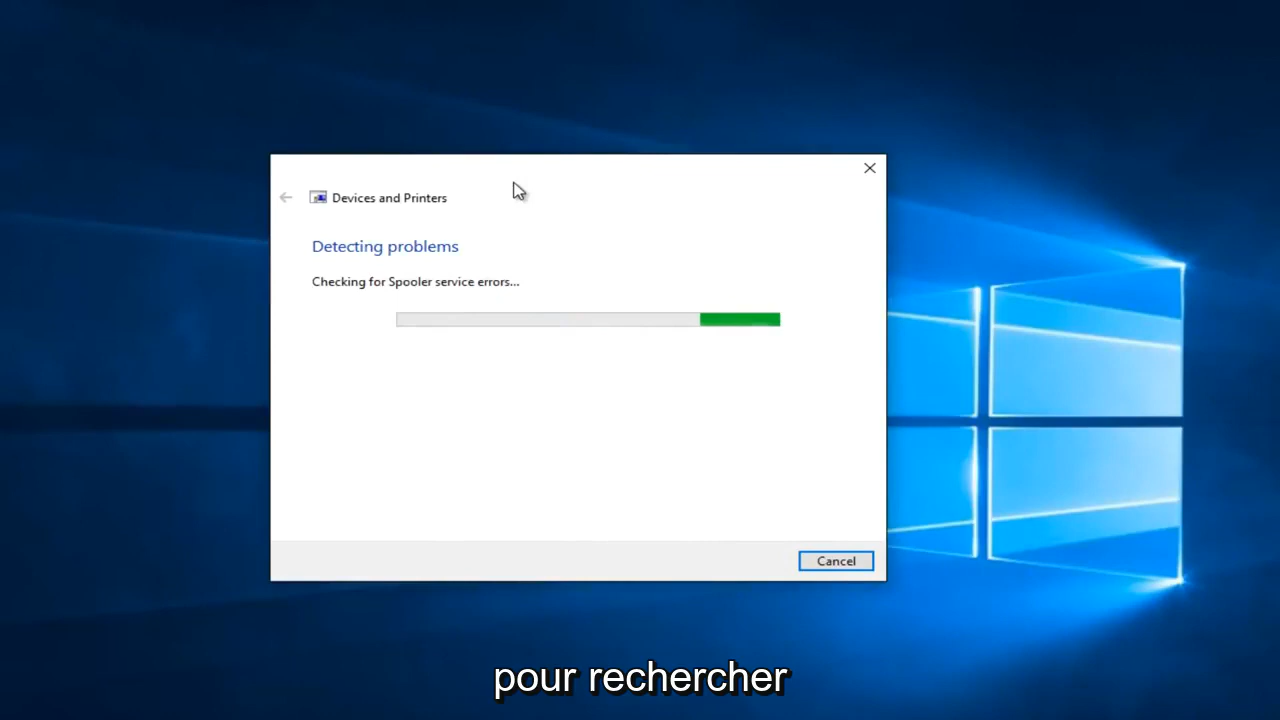 Devices and Printers
Detecting problems
Checking for Spooler service errors...
Cancel
pour rechercher